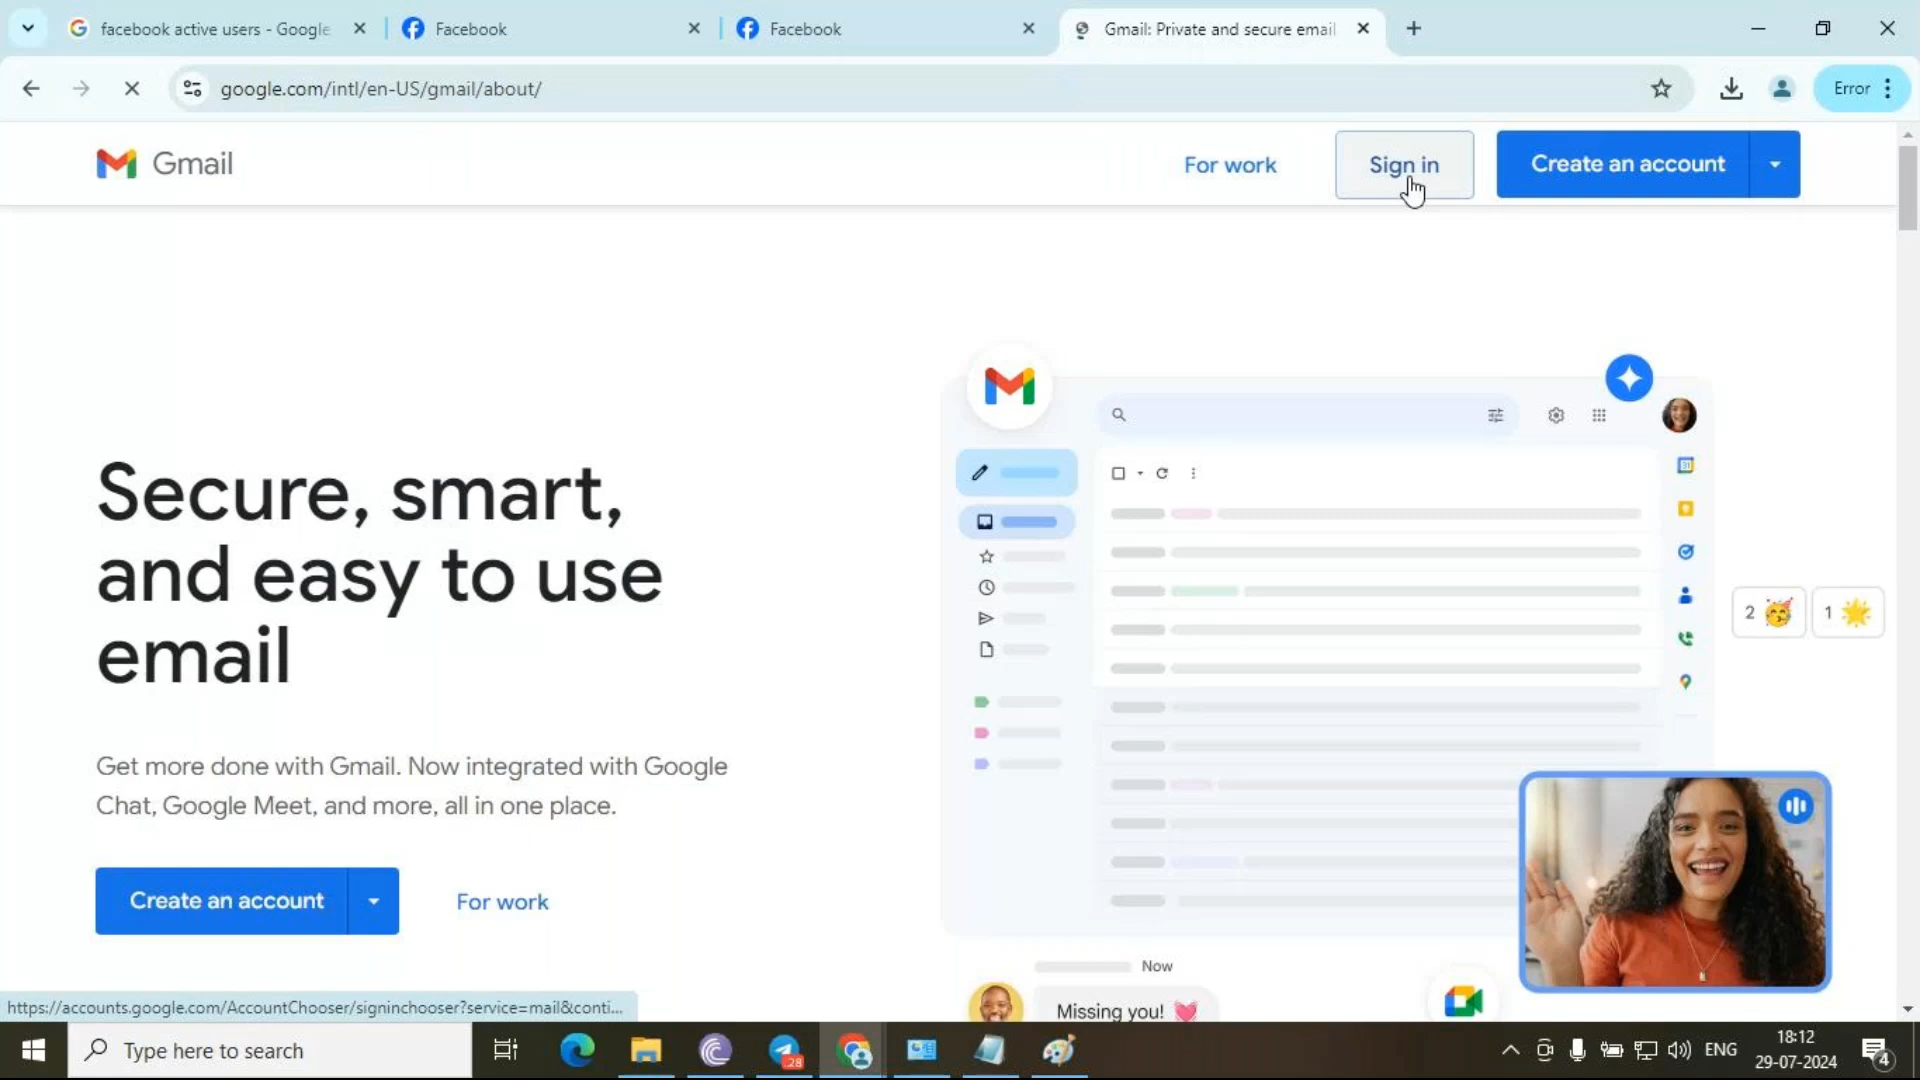 facebook active users - Google
Facebook
Facebook
Gmail: Private and secure email
google.com/intl/en-US/gmail/about/
Error
Gmail
For work
Sign in
Create an account
Secure, smart,
and easy to use
email
Get more done with Gmail. Now integrated with Google
Chat, Google Meet, and more, all in one place.
Create an account
For work
2
1
31
Now
Missing you!
https://accounts.google.com/AccountChooser/signinchooser?service=mail&conti...
Type here to search
28
ENG
18:12
29-07-2024
4